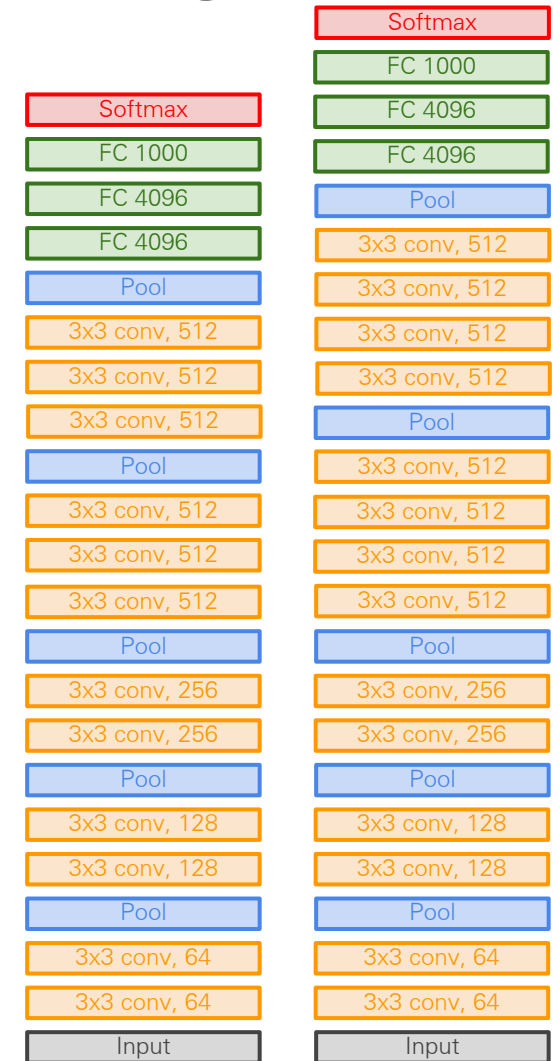 Softmax
FC 1000
FC 4096
FC 4096
Pool
3x3 conv, 512
3x3 conv, 512
3x3 conv, 512
Pool
3x3 conv, 512
3x3 conv, 512
3x3 conv, 512
Pool
3x3 conv, 256
3x3 conv, 256
Pool
3x3 conv, 128
3x3 conv, 128
Pool
3x3 conv, 64
3x3 conv, 64
Input
Softmax
FC 1000
FC 4096
FC 4096
Pool
3x3 conv, 512
3x3 conv, 512
3x3 conv, 512
3x3 conv, 512
Pool
3x3 conv, 512
3x3 conv, 512
3x3 conv, 512
3x3 conv, 512
Pool
3x3 conv, 256
3x3 conv, 256
Pool
3x3 conv, 128
3x3 conv, 128
Pool
3x3 conv, 64
3x3 conv, 64
Input